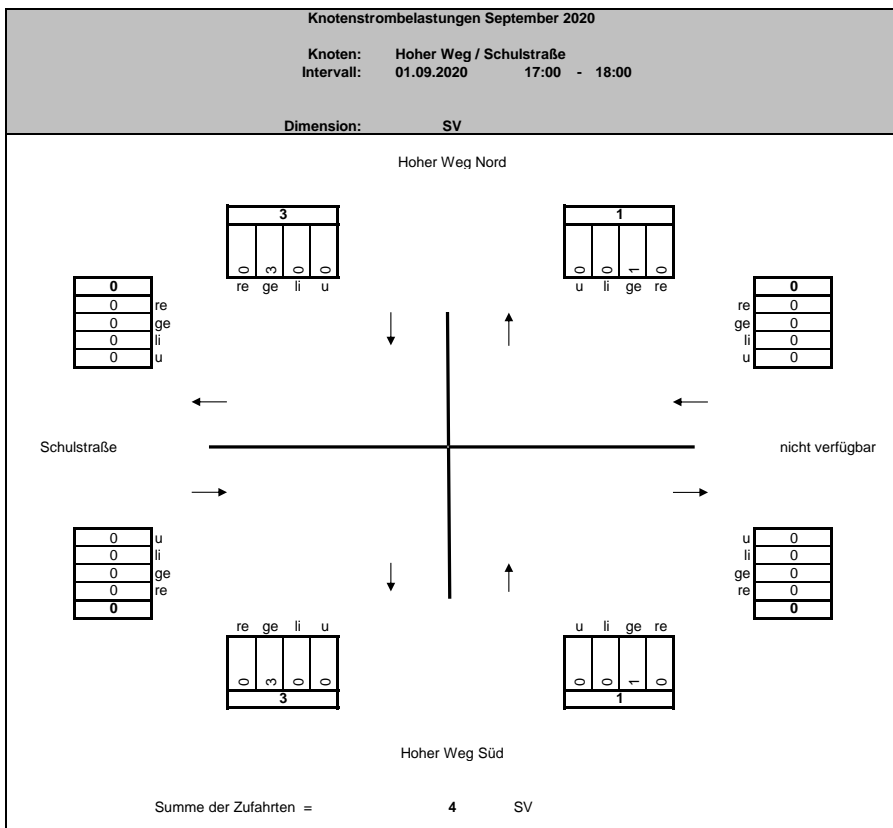 Knotenstrombelastungen September 2020
Knoten: Hoher Weg / Schulstraße
Intervall: 01.09.2020 17:00 - 18:00
Dimension: SV
Hoher Weg Nord
3 1
0 3 0 0 0 0 1 0
re ge li u u li ge re
0 0
0 re re 0
0 ge ge 0
0 li li 0
0 u u 0
Schulstraße nicht verfügbar
0 u u 0
0 li li 0
0 ge ge 0
0 re re 0
0 0
re ge li u u li ge re
0 3 0 0 0 0 1 0
3 1
Hoher Weg Süd
Summe der Zufahrten = 4 SV